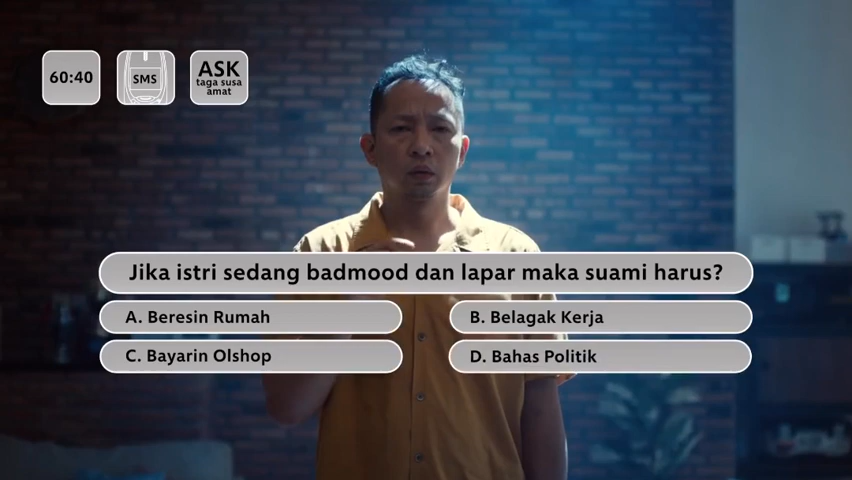 60:40
SMS
ASK
taga susa
amat
Jika istri sedang badmood dan lapar maka suami harus?
A. Beresin Rumah
B. Belagak Kerja
C. Bayarin Olshop
D. Bahas Politik